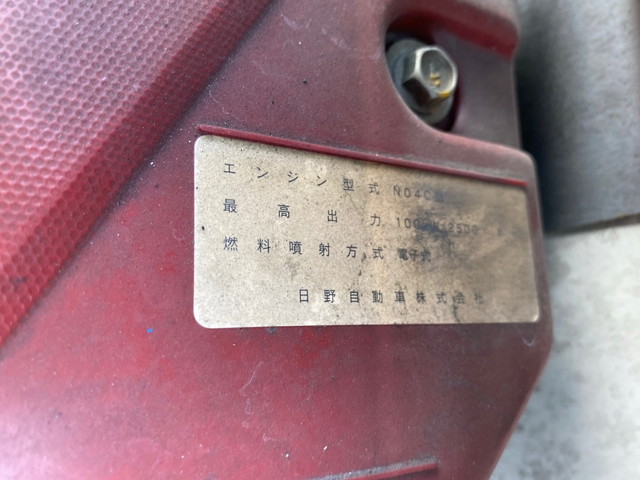 エンジン型式 N04C
最高出力
燃料噴射方式 電子式
日野自動車株式会社